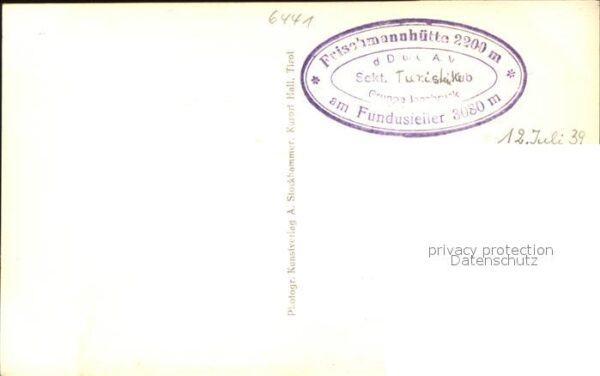 6441
* Frischmannhütte 2200 m *
d D u Ö A V
Sekt. Turistikklub
Gruppe Innsbruck
am Fundusfeiler 3080 m
12. Juli 39
Photogr. Kunstverlag A. Stockhammer, Kurort Hall, Tirol
privacy protection
Datenschutz